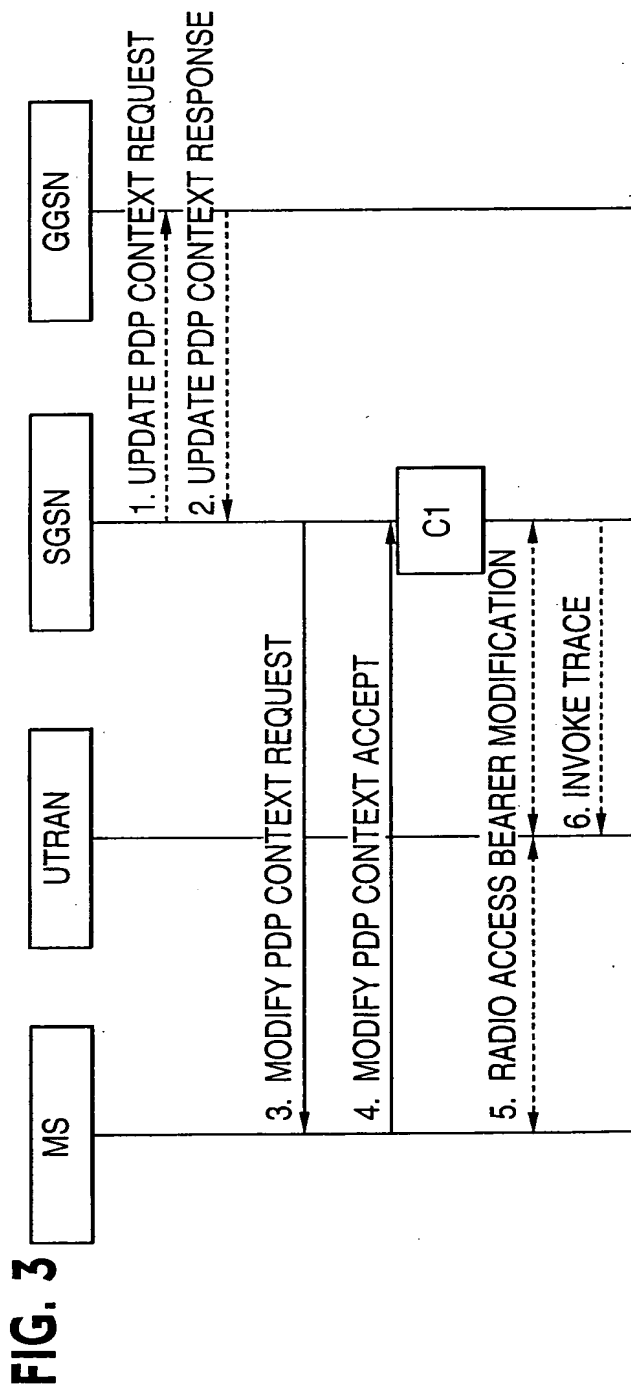 FIG. 3
MS
UTRAN
SGSN
GGSN
1. UPDATE PDP CONTEXT REQUEST
2. UPDATE PDP CONTEXT RESPONSE
3. MODIFY PDP CONTEXT REQUEST
4. MODIFY PDP CONTEXT ACCEPT
C1
5. RADIO ACCESS BEARER MODIFICATION
6. INVOKE TRACE